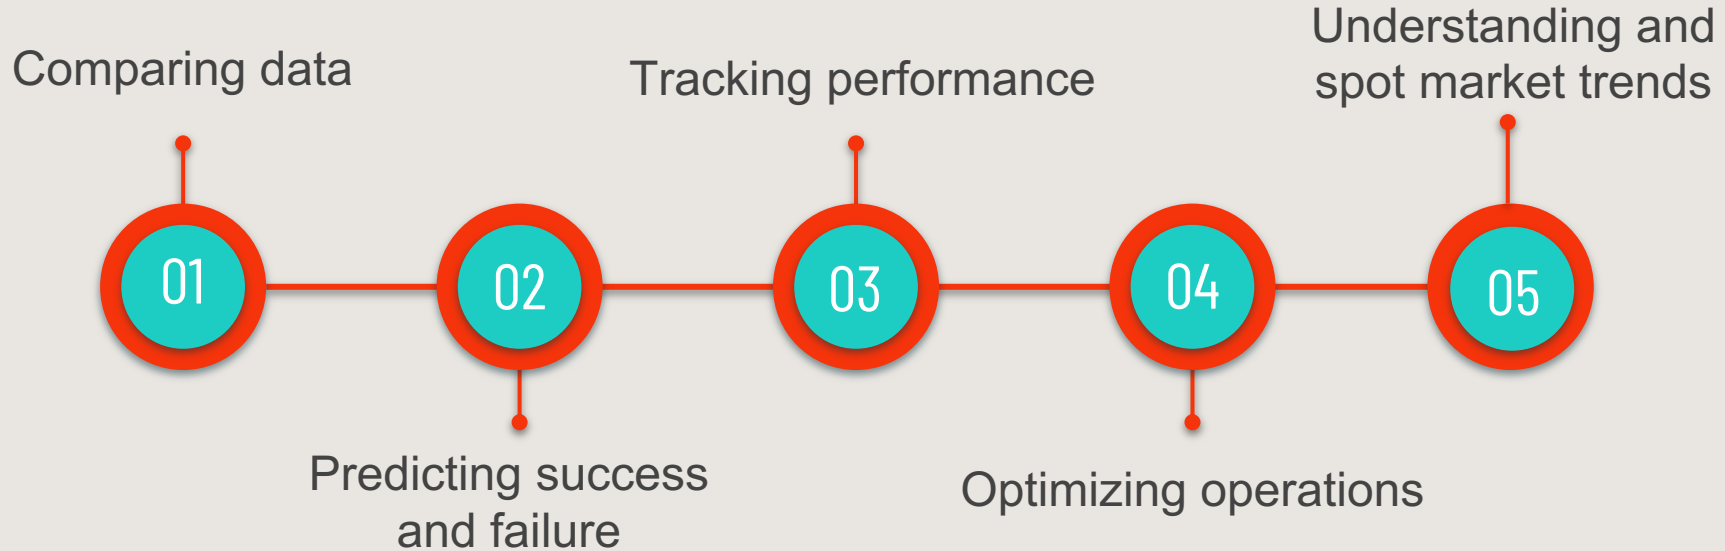 Comparing data
Tracking performance
Understanding and
spot market trends
01
02
03
04
05
Predicting success
and failure
Optimizing operations